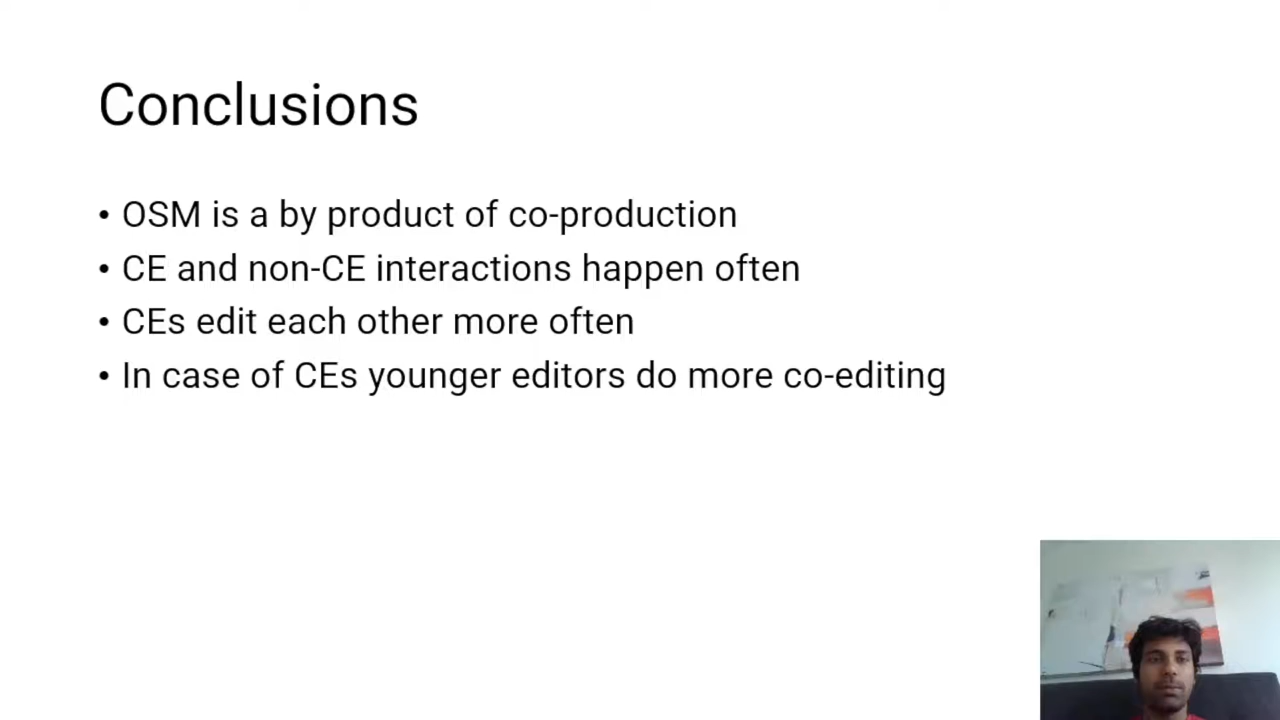 Conclusions
• OSM is a by product of co-production
• CE and non-CE interactions happen often
• CEs edit each other more often
• In case of CEs younger editors do more co-editing